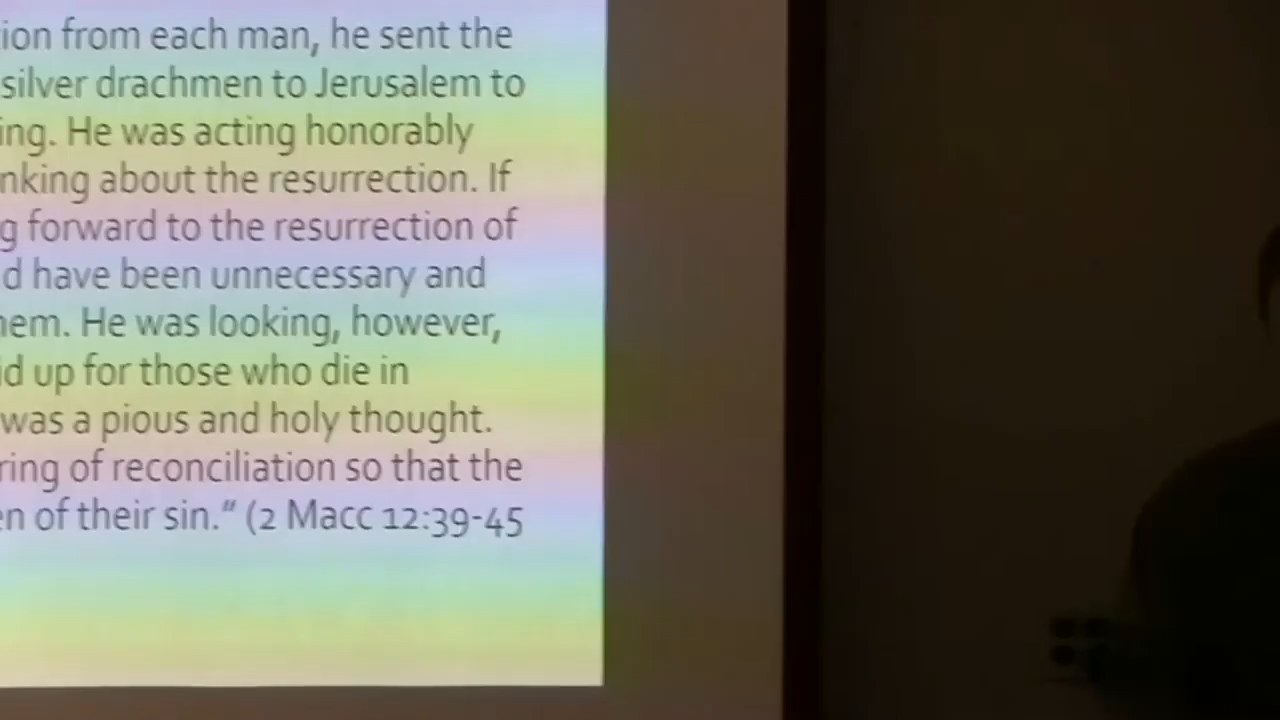 ion from each man, he sent the
silver drachmen to Jerusalem to
ing. He was acting honorably
nking about the resurrection. If
g forward to the resurrection of
d have been unnecessary and
hem. He was looking, however,
id up for those who die in
was a pious and holy thought.
ring of reconciliation so that the
en of their sin." (2 Macc 12:39-45